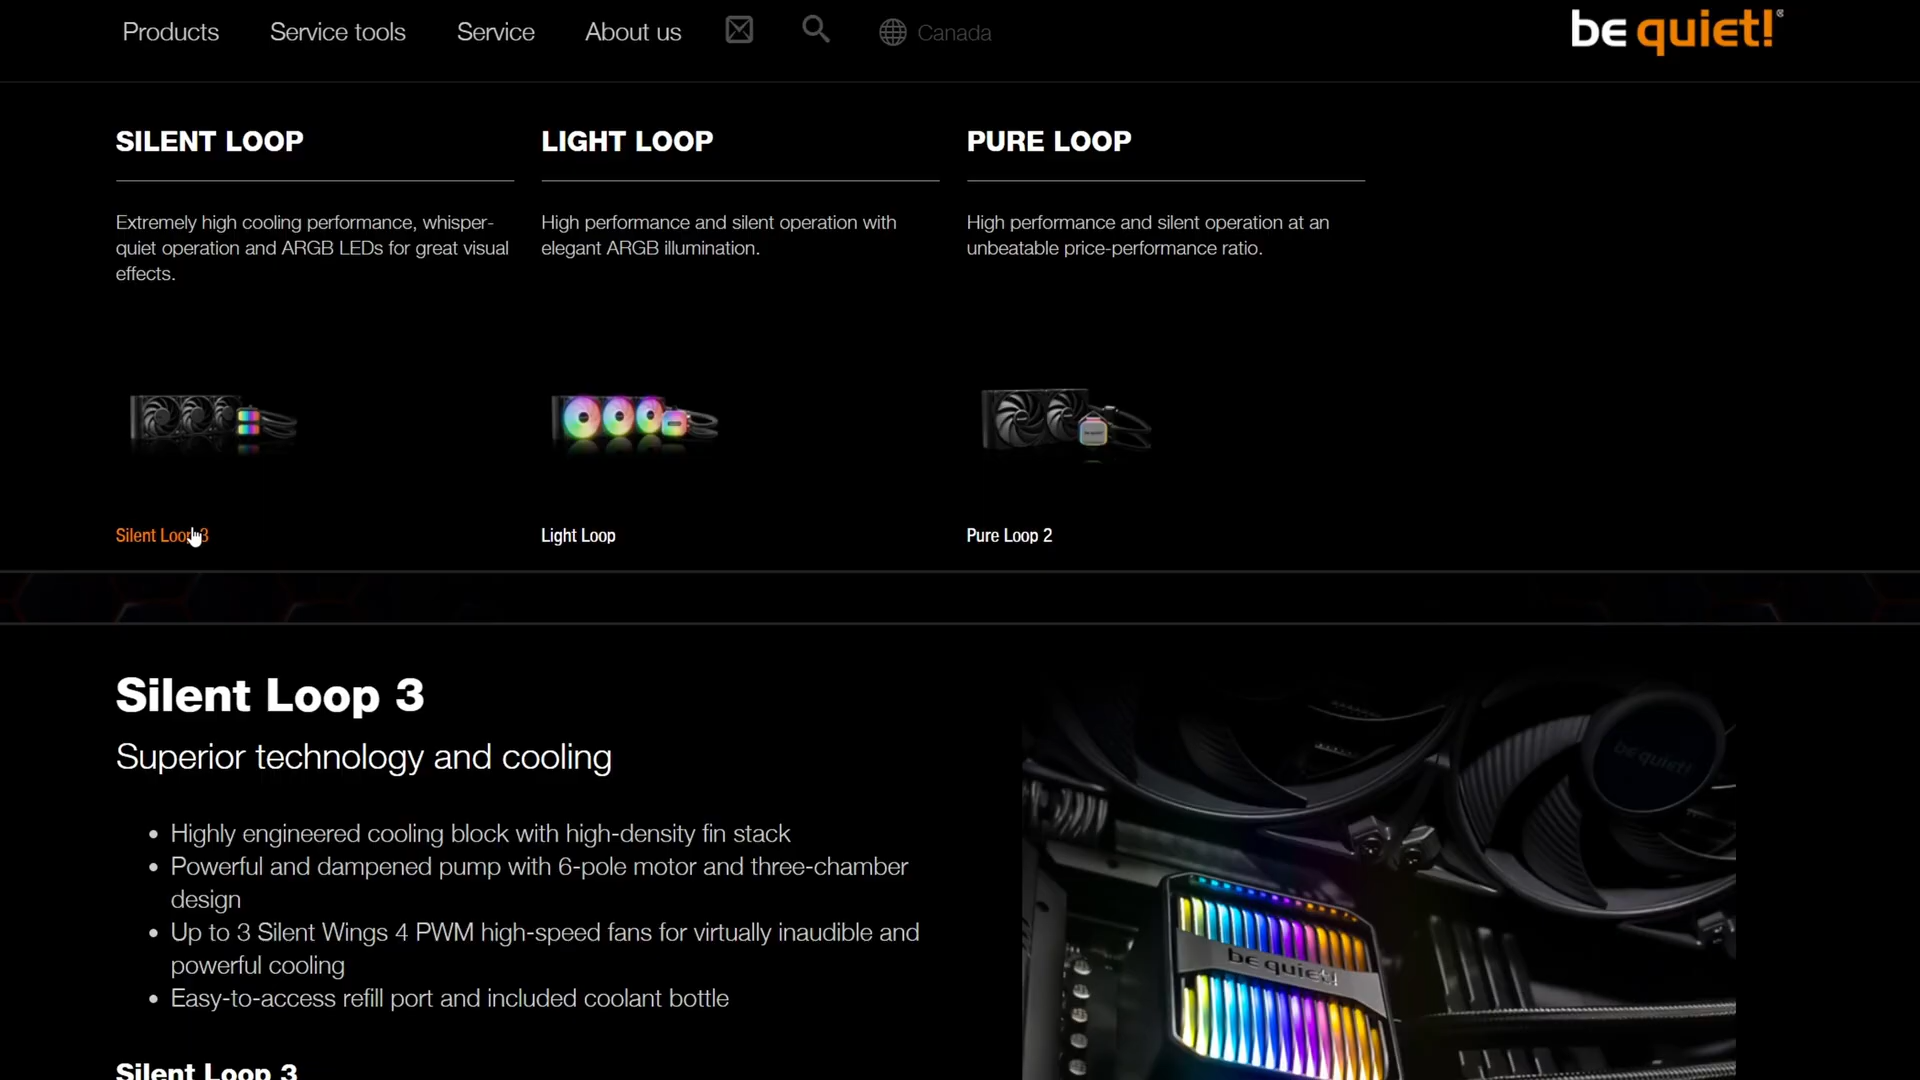 Products Service tools Service About us Canada be quiet!
SILENT LOOP
LIGHT LOOP
PURE LOOP
Extremely high cooling performance, whisper-
quiet operation and ARGB LEDs for great visual
effects.
High performance and silent operation with
elegant ARGB illumination.
High performance and silent operation at an
unbeatable price-performance ratio.
Silent Loop 3
Light Loop
Pure Loop 2
Silent Loop 3
Superior technology and cooling
• Highly engineered cooling block with high-density fin stack
• Powerful and dampened pump with 6-pole motor and three-chamber
design
• Up to 3 Silent Wings 4 PWM high-speed fans for virtually inaudible and
powerful cooling
• Easy-to-access refill port and included coolant bottle
Silent Loop 3
be quiet!
be quiet!